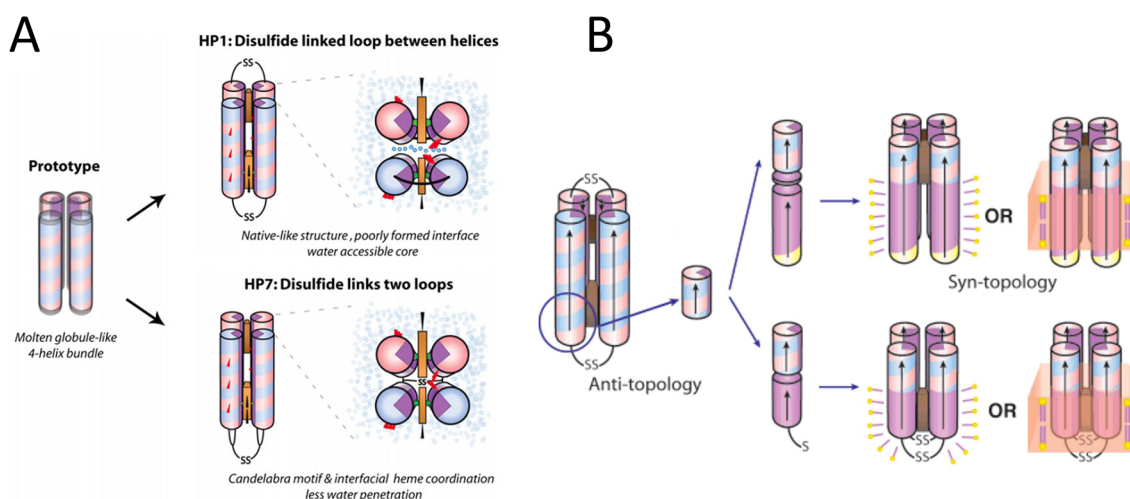 A
HP1: Disulfide linked loop between helices
SS
Prototype
SS
Native-like structure , poorly formed interface
water accessible core
HP7: Disulfide links two loops
Molten globule-like
4-helix bundle
SS
Candelabra motif & interfacial heme coordination
less water penetration
B
SS
SS
Anti-topology
OR
Syn-topology
S
SS
SS
OR
SS
SS